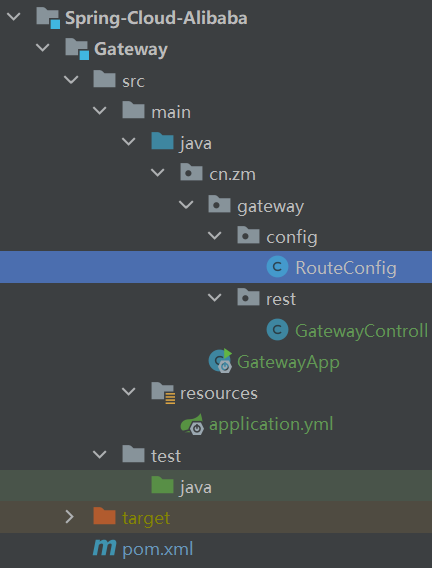 Spring-Cloud-Alibaba
Gateway
src
main
java
cn.zm
gateway
config
RouteConfig
rest
GatewayControll
GatewayApp
resources
application.yml
test
java
target
pom.xml